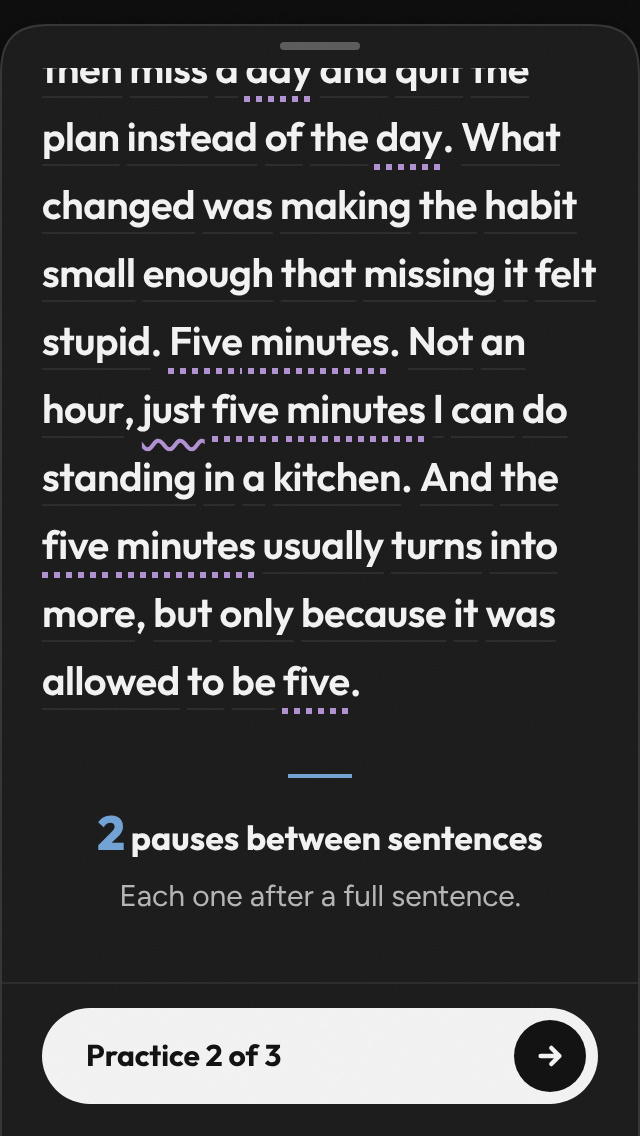 then miss a day and quit the
plan instead of the day. What
changed was making the habit
small enough that missing it felt
stupid. Five minutes. Not an
hour, just five minutes I can do
standing in a kitchen. And the
five minutes usually turns into
more, but only because it was
allowed to be five.
2 pauses between sentences
Each one after a full sentence.
Practice 2 of 3